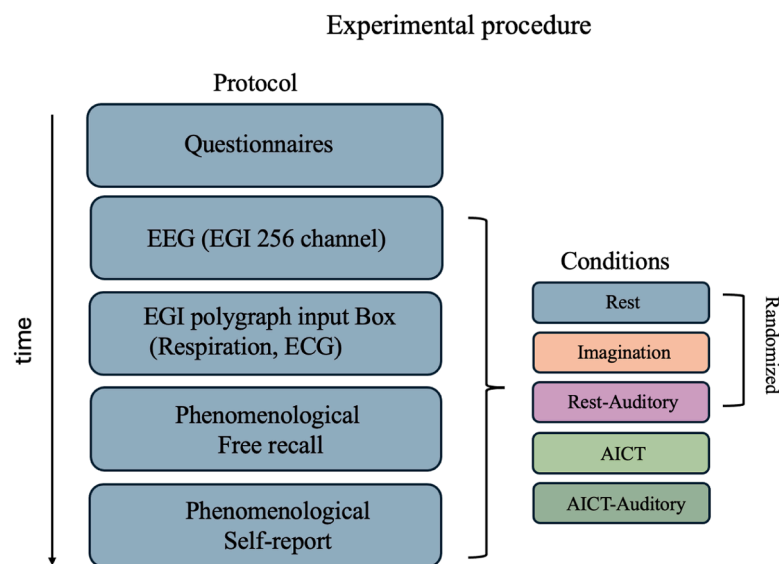 Experimental procedure
Protocol
time
Questionnaires
EEG (EGI 256 channel)
EGI polygraph input Box
(Respiration, ECG)
Phenomenological
Free recall
Phenomenological
Self-report
Conditions
Rest
Imagination
Rest-Auditory
AICT
AICT-Auditory
Randomized